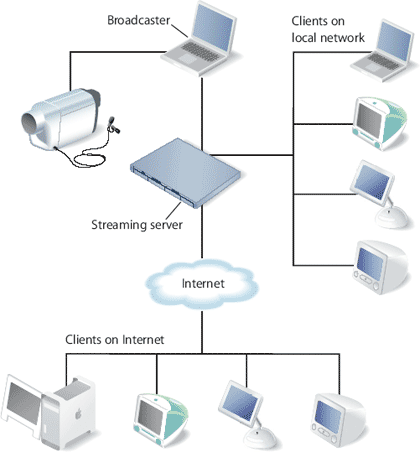 Broadcaster
Clients on
local network
Streaming server
Internet
Clients on Internet